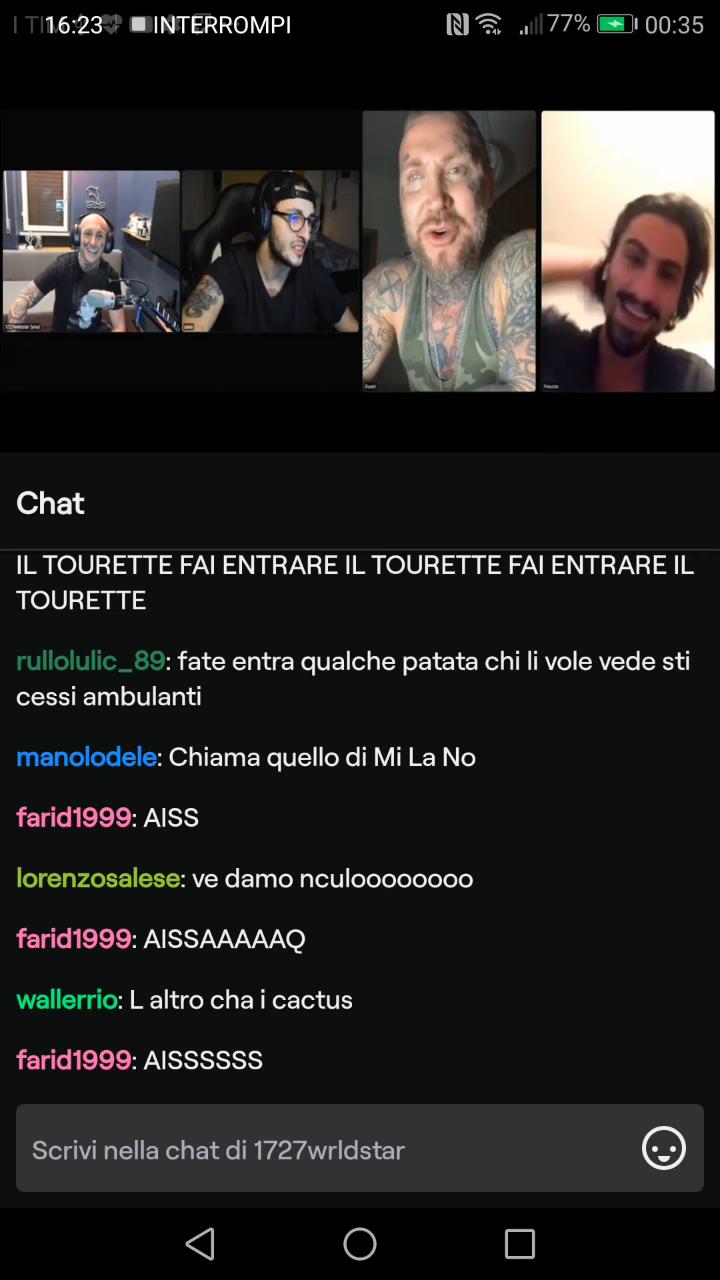 16:23 INTERROMPI 77% 00:35
Chat
IL TOURETTE FAI ENTRARE IL TOURETTE FAI ENTRARE IL
TOURETTE
rullolulic_89: fate entra qualche patata chi li vole vede sti
cessi ambulanti
manolodele: Chiama quello di Mi La No
farid1999: AISS
lorenzosalese: ve damo nculoooooooo
farid1999: AISSAAAAAQ
wallerrio: L altro cha i cactus
farid1999: AISSSSSS
Scrivi nella chat di 1727wrldstar